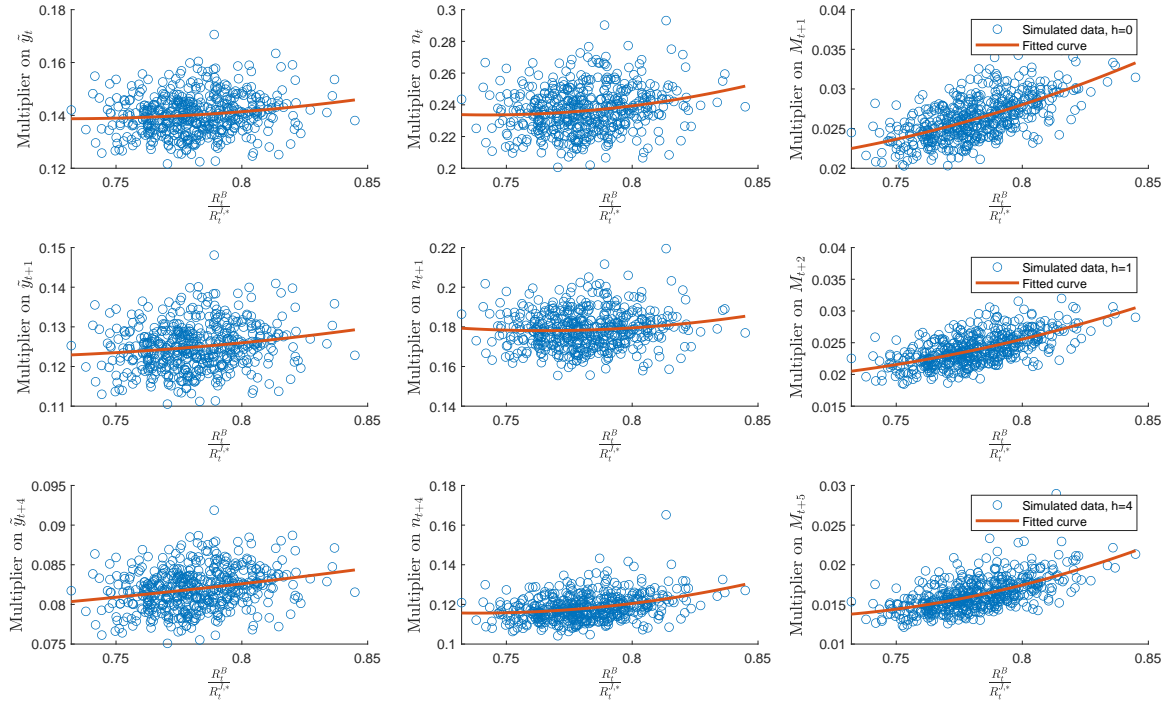 0.18
0.16
0.14
0.12
Multiplier on ỹ_t
0.75 0.8 0.85
R_t^B / R_t^{J,*}
0.3
0.28
0.26
0.24
0.22
0.2
Multiplier on n_t
0.75 0.8 0.85
R_t^B / R_t^{J,*}
0.04
0.035
0.03
0.025
0.02
Multiplier on M_{t+1}
Simulated data, h=0
Fitted curve
0.75 0.8 0.85
R_t^B / R_t^{J,*}
0.15
0.14
0.13
0.12
0.11
Multiplier on ỹ_{t+1}
0.75 0.8 0.85
R_t^B / R_t^{J,*}
0.22
0.2
0.18
0.16
0.14
Multiplier on n_{t+1}
0.75 0.8 0.85
R_t^B / R_t^{J,*}
0.04
0.035
0.03
0.025
0.02
0.015
Multiplier on M_{t+2}
Simulated data, h=1
Fitted curve
0.75 0.8 0.85
R_t^B / R_t^{J,*}
0.095
0.09
0.085
0.08
0.075
Multiplier on ỹ_{t+4}
0.75 0.8 0.85
R_t^B / R_t^{J,*}
0.18
0.16
0.14
0.12
0.1
Multiplier on n_{t+4}
0.75 0.8 0.85
R_t^B / R_t^{J,*}
0.03
0.025
0.02
0.015
0.01
Multiplier on M_{t+5}
Simulated data, h=4
Fitted curve
0.75 0.8 0.85
R_t^B / R_t^{J,*}